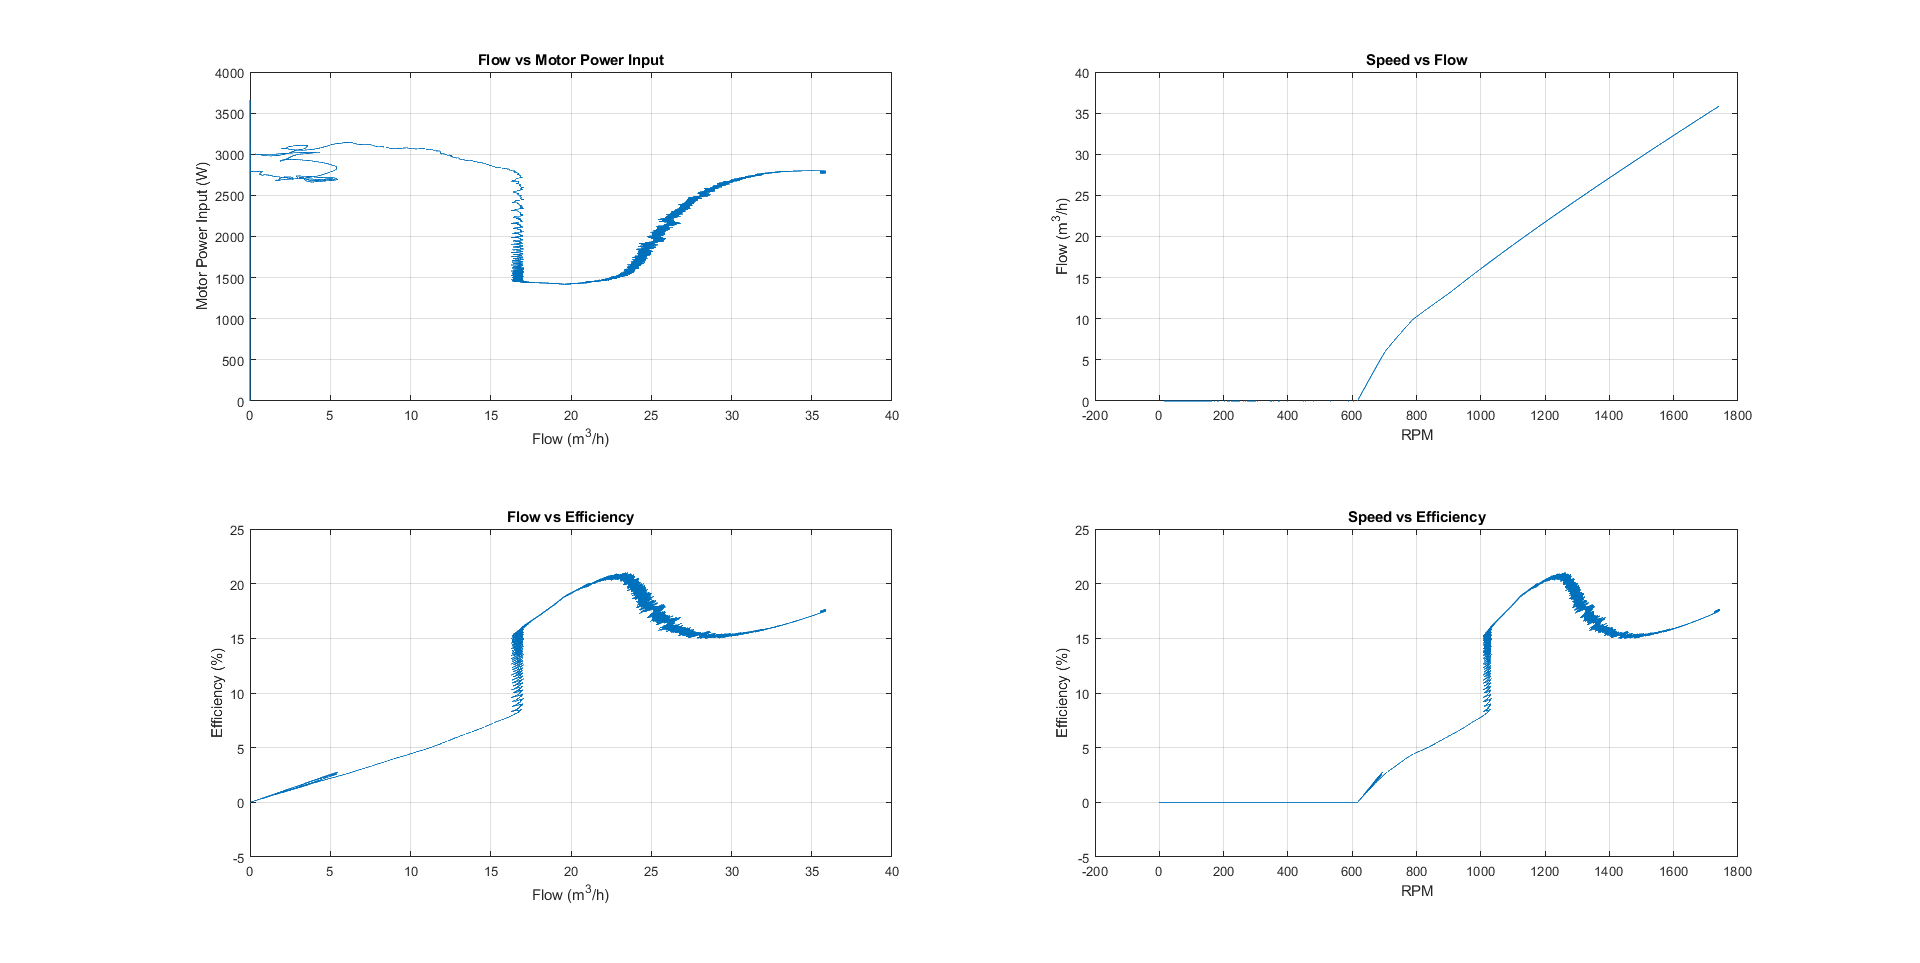 Flow vs Motor Power Input
4000
3500
3000
2500
2000
1500
1000
500
0
Motor Power Input (W)
0 5 10 15 20 25 30 35 40
Flow (m³/h)
Speed vs Flow
40
35
30
25
20
15
10
5
0
Flow (m³/h)
-200 0 200 400 600 800 1000 1200 1400 1600 1800
RPM
Flow vs Efficiency
25
20
15
10
5
0
-5
Efficiency (%)
0 5 10 15 20 25 30 35 40
Flow (m³/h)
Speed vs Efficiency
25
20
15
10
5
0
-5
Efficiency (%)
-200 0 200 400 600 800 1000 1200 1400 1600 1800
RPM